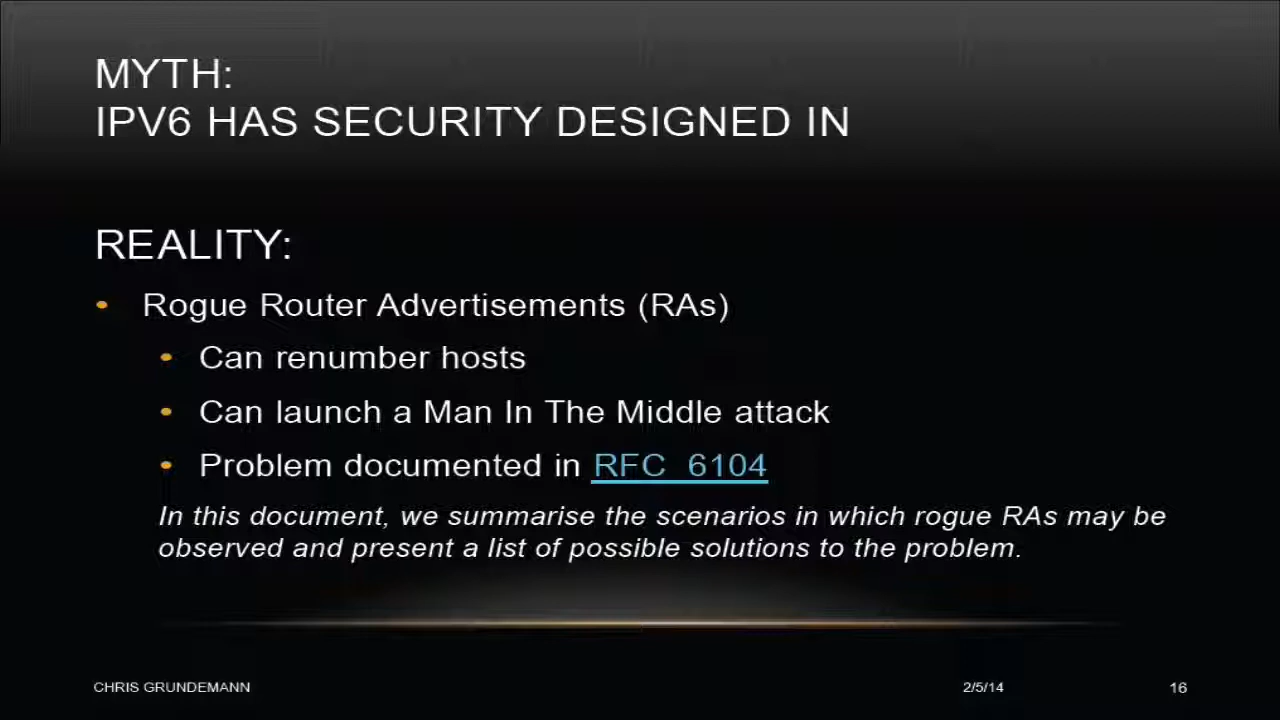 MYTH:
IPV6 HAS SECURITY DESIGNED IN
REALITY:
• Rogue Router Advertisements (RAs)
• Can renumber hosts
• Can launch a Man In The Middle attack
• Problem documented in RFC 6104
In this document, we summarise the scenarios in which rogue RAs may be
observed and present a list of possible solutions to the problem.
CHRIS GRUNDEMANN 2/5/14 16